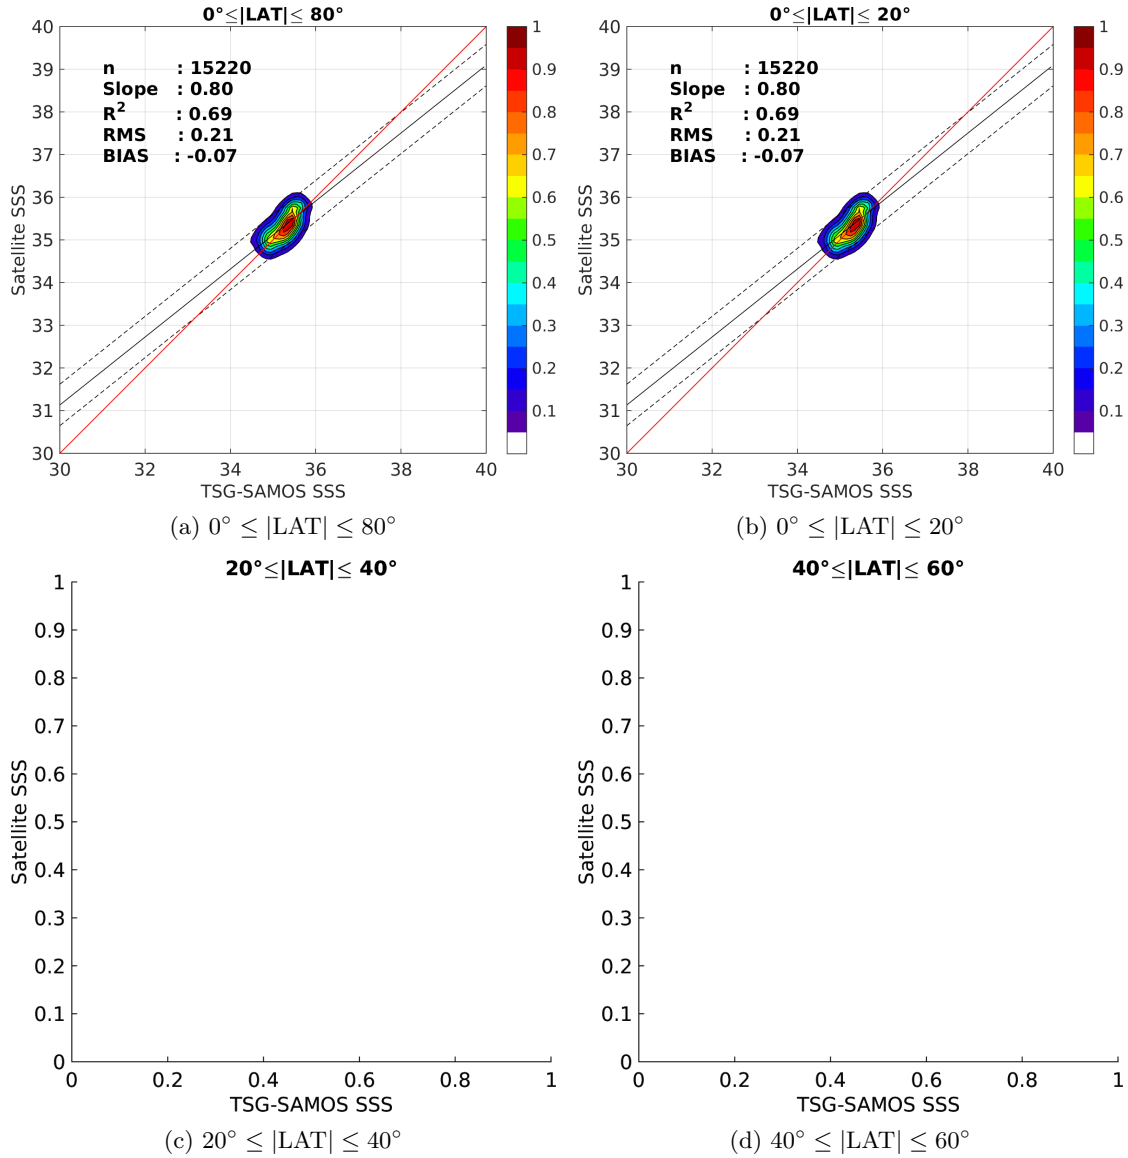 0°≤|LAT|≤ 80°
40
39
38
37
36
35
34
33
32
31
30
Satellite SSS
n : 15220
Slope : 0.80
R² : 0.69
RMS : 0.21
BIAS : -0.07
30 32 34 36 38 40
TSG-SAMOS SSS
1
0.9
0.8
0.7
0.6
0.5
0.4
0.3
0.2
0.1
(a) 0° ≤ |LAT| ≤ 80°
0°≤|LAT|≤ 20°
40
39
38
37
36
35
34
33
32
31
30
Satellite SSS
n : 15220
Slope : 0.80
R² : 0.69
RMS : 0.21
BIAS : -0.07
30 32 34 36 38 40
TSG-SAMOS SSS
1
0.9
0.8
0.7
0.6
0.5
0.4
0.3
0.2
0.1
(b) 0° ≤ |LAT| ≤ 20°
20°≤|LAT|≤ 40°
1
0.9
0.8
0.7
0.6
0.5
0.4
0.3
0.2
0.1
0
Satellite SSS
0 0.2 0.4 0.6 0.8 1
TSG-SAMOS SSS
(c) 20° ≤ |LAT| ≤ 40°
40°≤|LAT|≤ 60°
1
0.9
0.8
0.7
0.6
0.5
0.4
0.3
0.2
0.1
0
Satellite SSS
0 0.2 0.4 0.6 0.8 1
TSG-SAMOS SSS
(d) 40° ≤ |LAT| ≤ 60°